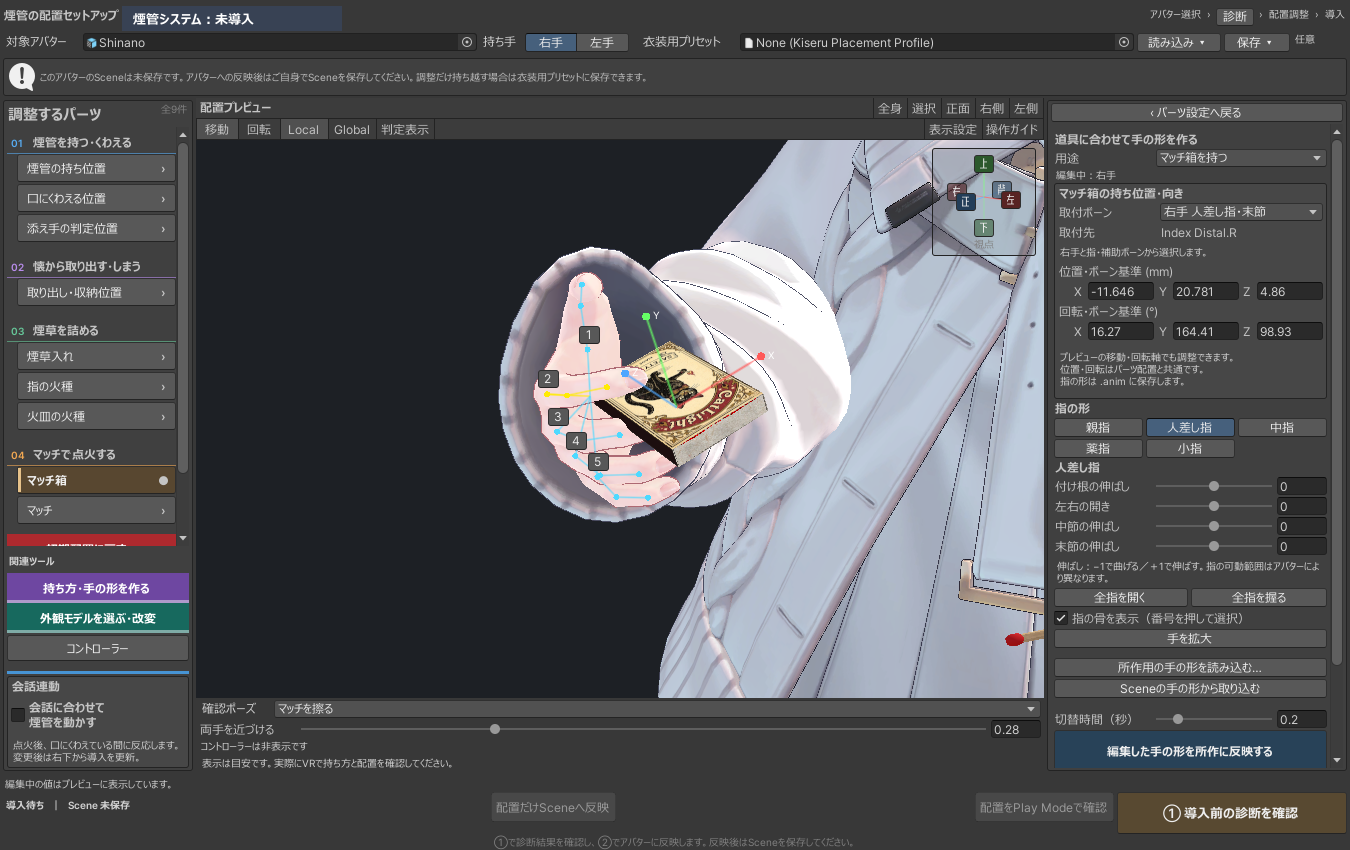 煙管の配置セットアップ
煙管システム：未導入
アバター選択 › 診断 › 配置調整 › 導入
対象アバター
Shinano
持ち手
右手
左手
衣装用プリセット
None (Kiseru Placement Profile)
読み込み
保存
任意
このアバターのSceneは未保存です。アバターへの反映後はご自身でSceneを保存してください。調整だけ持ち越す場合は衣装用プリセットに保存できます。
調整するパーツ
全9件
01 煙管を持つ・くわえる
煙管の持ち位置 ›
口にくわえる位置 ›
添え手の判定位置 ›
02 懐から取り出す・しまう
取り出し・収納位置 ›
03 煙草を詰める
煙草入れ ›
指の火種 ›
火皿の火種 ›
04 マッチで点火する
マッチ箱
マッチ ›
関連ツール
持ち方・手の形を作る
外観モデルを選ぶ・改変
コントローラー
会話連動
会話に合わせて
煙管を動かす
点火後、口にくわえている間に反応します。
変更後は右下から導入を更新。
編集中の値はプレビューに表示しています。
導入待ち | Scene 未保存
配置プレビュー
全身
選択
正面
右側
左側
移動
回転
Local
Global
判定表示
表示設定
操作ガイド
上
右
背
正
左
下
視点
Y
X
1
2
3
4
5
CatLight
確認ポーズ
マッチを擦る
両手を近づける
0.28
コントローラーは非表示です
表示は目安です。実際にVRで持ち方と配置を確認してください。
配置だけSceneへ反映
配置をPlay Modeで確認
① 導入前の診断を確認
①で診断結果を確認し、②でアバターに反映します。反映後はSceneを保存してください。
‹ パーツ設定へ戻る
道具に合わせて手の形を作る
用途
マッチ箱を持つ
編集中：右手
マッチ箱の持ち位置・向き
取付ボーン
右手 人差し指・末節
取付先
Index Distal.R
右手と指・補助ボーンから選択します。
位置・ボーン基準 (mm)
X -11.646 Y 20.781 Z 4.86
回転・ボーン基準 (°)
X 16.27 Y 164.41 Z 98.93
プレビューの移動・回転軸でも調整できます。
位置・回転はパーツ配置と共通です。
指の形は .anim に保存します。
指の形
親指
人差し指
中指
薬指
小指
人差し指
付け根の伸ばし 0
左右の開き 0
中節の伸ばし 0
末節の伸ばし 0
伸ばし：−1で曲げる／＋1で伸ばす。指の可動範囲はアバターによ
り異なります。
全指を開く
全指を握る
指の骨を表示（番号を押して選択）
手を拡大
所作用の手の形を読み込む...
Sceneの手の形から取り込む
切替時間（秒） 0.2
編集した手の形を所作に反映する